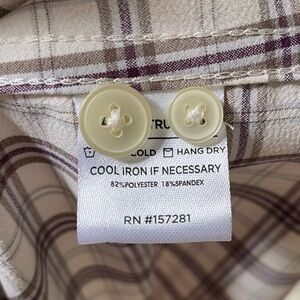 COLD HANG DRY
COOL IRON IF NECESSARY
82%POLYESTER 18%SPANDEX
RN #157281